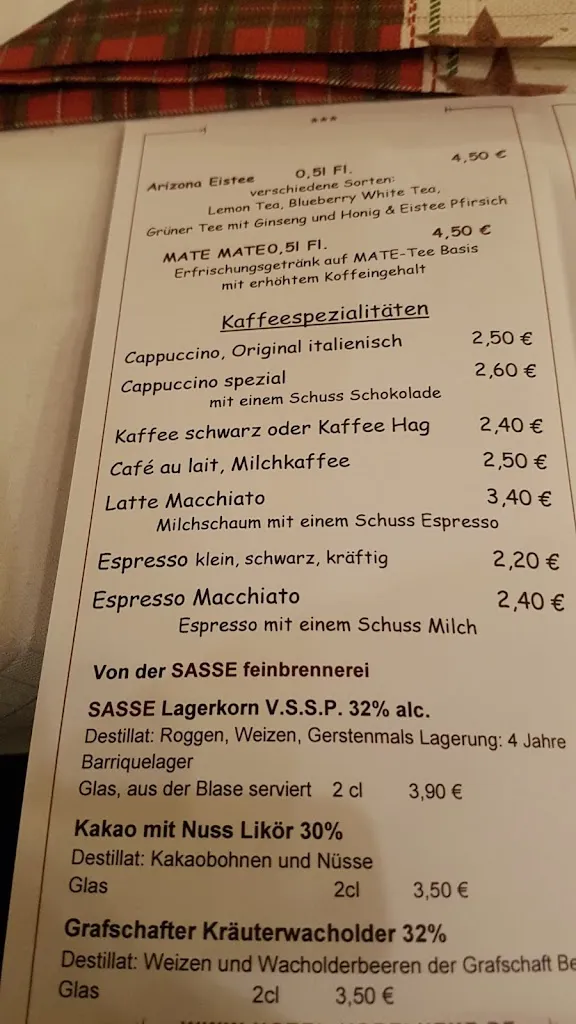 ***
Arizona Eistee 0,5l Fl. 4,50 €
verschiedene Sorten:
Lemon Tea, Blueberry White Tea,
Grüner Tee mit Ginseng und Honig & Eistee Pfirsich
MATE MATE0,5l Fl. 4,50 €
Erfrischungsgetränk auf MATE-Tee Basis
mit erhöhtem Koffeingehalt
Kaffeespezialitäten
Cappuccino, Original italienisch 2,50 €
Cappuccino spezial 2,60 €
mit einem Schuss Schokolade
Kaffee schwarz oder Kaffee Hag 2,40 €
Café au lait, Milchkaffee 2,50 €
Latte Macchiato 3,40 €
Milchschaum mit einem Schuss Espresso
Espresso klein, schwarz, kräftig 2,20 €
Espresso Macchiato 2,40 €
Espresso mit einem Schuss Milch
Von der SASSE feinbrennerei
SASSE Lagerkorn V.S.S.P. 32% alc.
Destillat: Roggen, Weizen, Gerstenmals Lagerung: 4 Jahre
Barriquelager
Glas, aus der Blase serviert 2 cl 3,90 €
Kakao mit Nuss Likör 30%
Destillat: Kakaobohnen und Nüsse
Glas 2cl 3,50 €
Grafschafter Kräuterwacholder 32%
Destillat: Weizen und Wacholderbeeren der Grafschaft Be
Glas 2cl 3,50 €